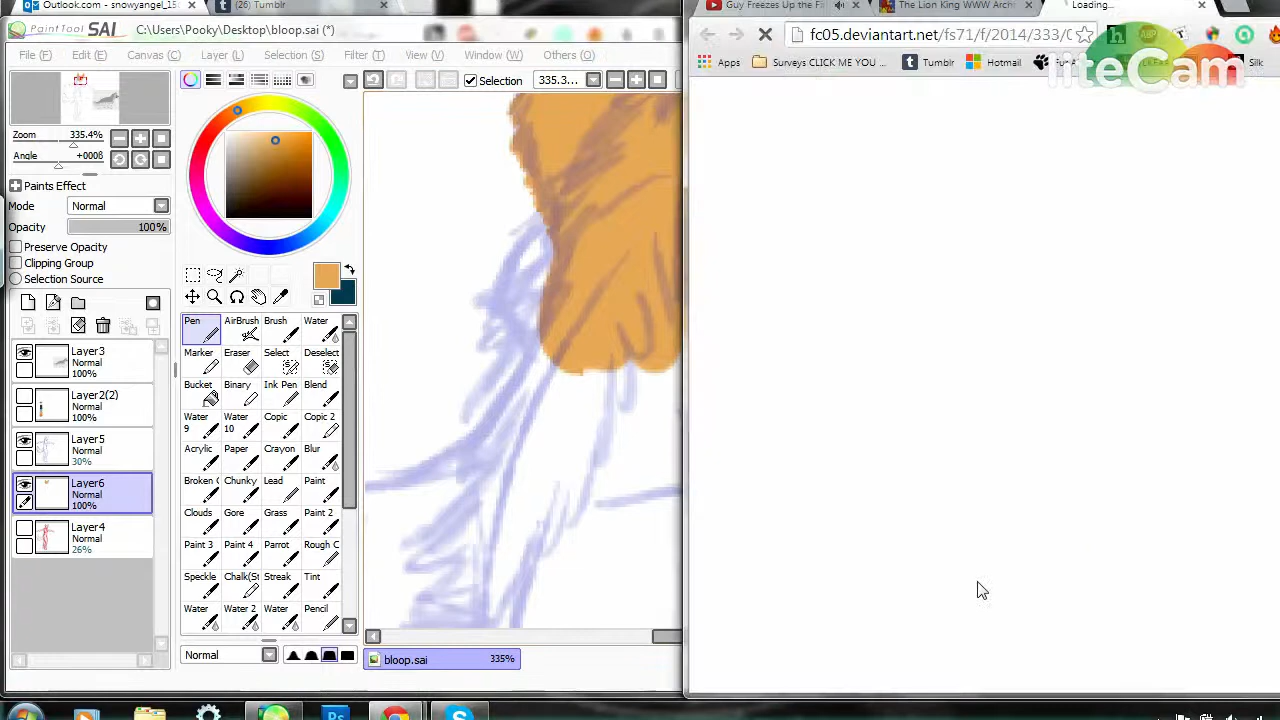 Outlook.com - snowyangel_15
(26) Tumblr
Guy Freezes Up the Fi
The Lion King WWW Archi
Loading...
PaintTool SAI
C:\Users\Pooky\Desktop\bloop.sai (*)
fc05.deviantart.net/fs71/f/2014/333/
File (F)
Edit (E)
Canvas (C)
Layer (L)
Selection (S)
Filter (T)
View (V)
Window (W)
Others (O)
Apps
Surveys CLICK ME YOU ...
Tumblr
Hotmail
Silk
liteCam
Selection
335.3...
Zoom
335.4%
Angle
+000ß
Paints Effect
Mode
Normal
Opacity
100%
Preserve Opacity
Clipping Group
Selection Source
Layer3
Normal
100%
Layer2(2)
Normal
100%
Layer5
Normal
30%
Layer6
Normal
100%
Layer4
Normal
26%
Pen
AirBrush
Brush
Water
Marker
Eraser
Select
Deselect
Bucket
Binary
Ink Pen
Blend
Water 9
Water 10
Copic
Copic 2
Acrylic
Paper
Crayon
Blur
Broken C
Chunky
Lead
Paint
Clouds
Gore
Grass
Paint 2
Paint 3
Paint 4
Parrot
Rough C
Speckle
Chalk(S
Streak
Tint
Water
Water 2
Water
Pencil
Normal
bloop.sai
335%
Ps